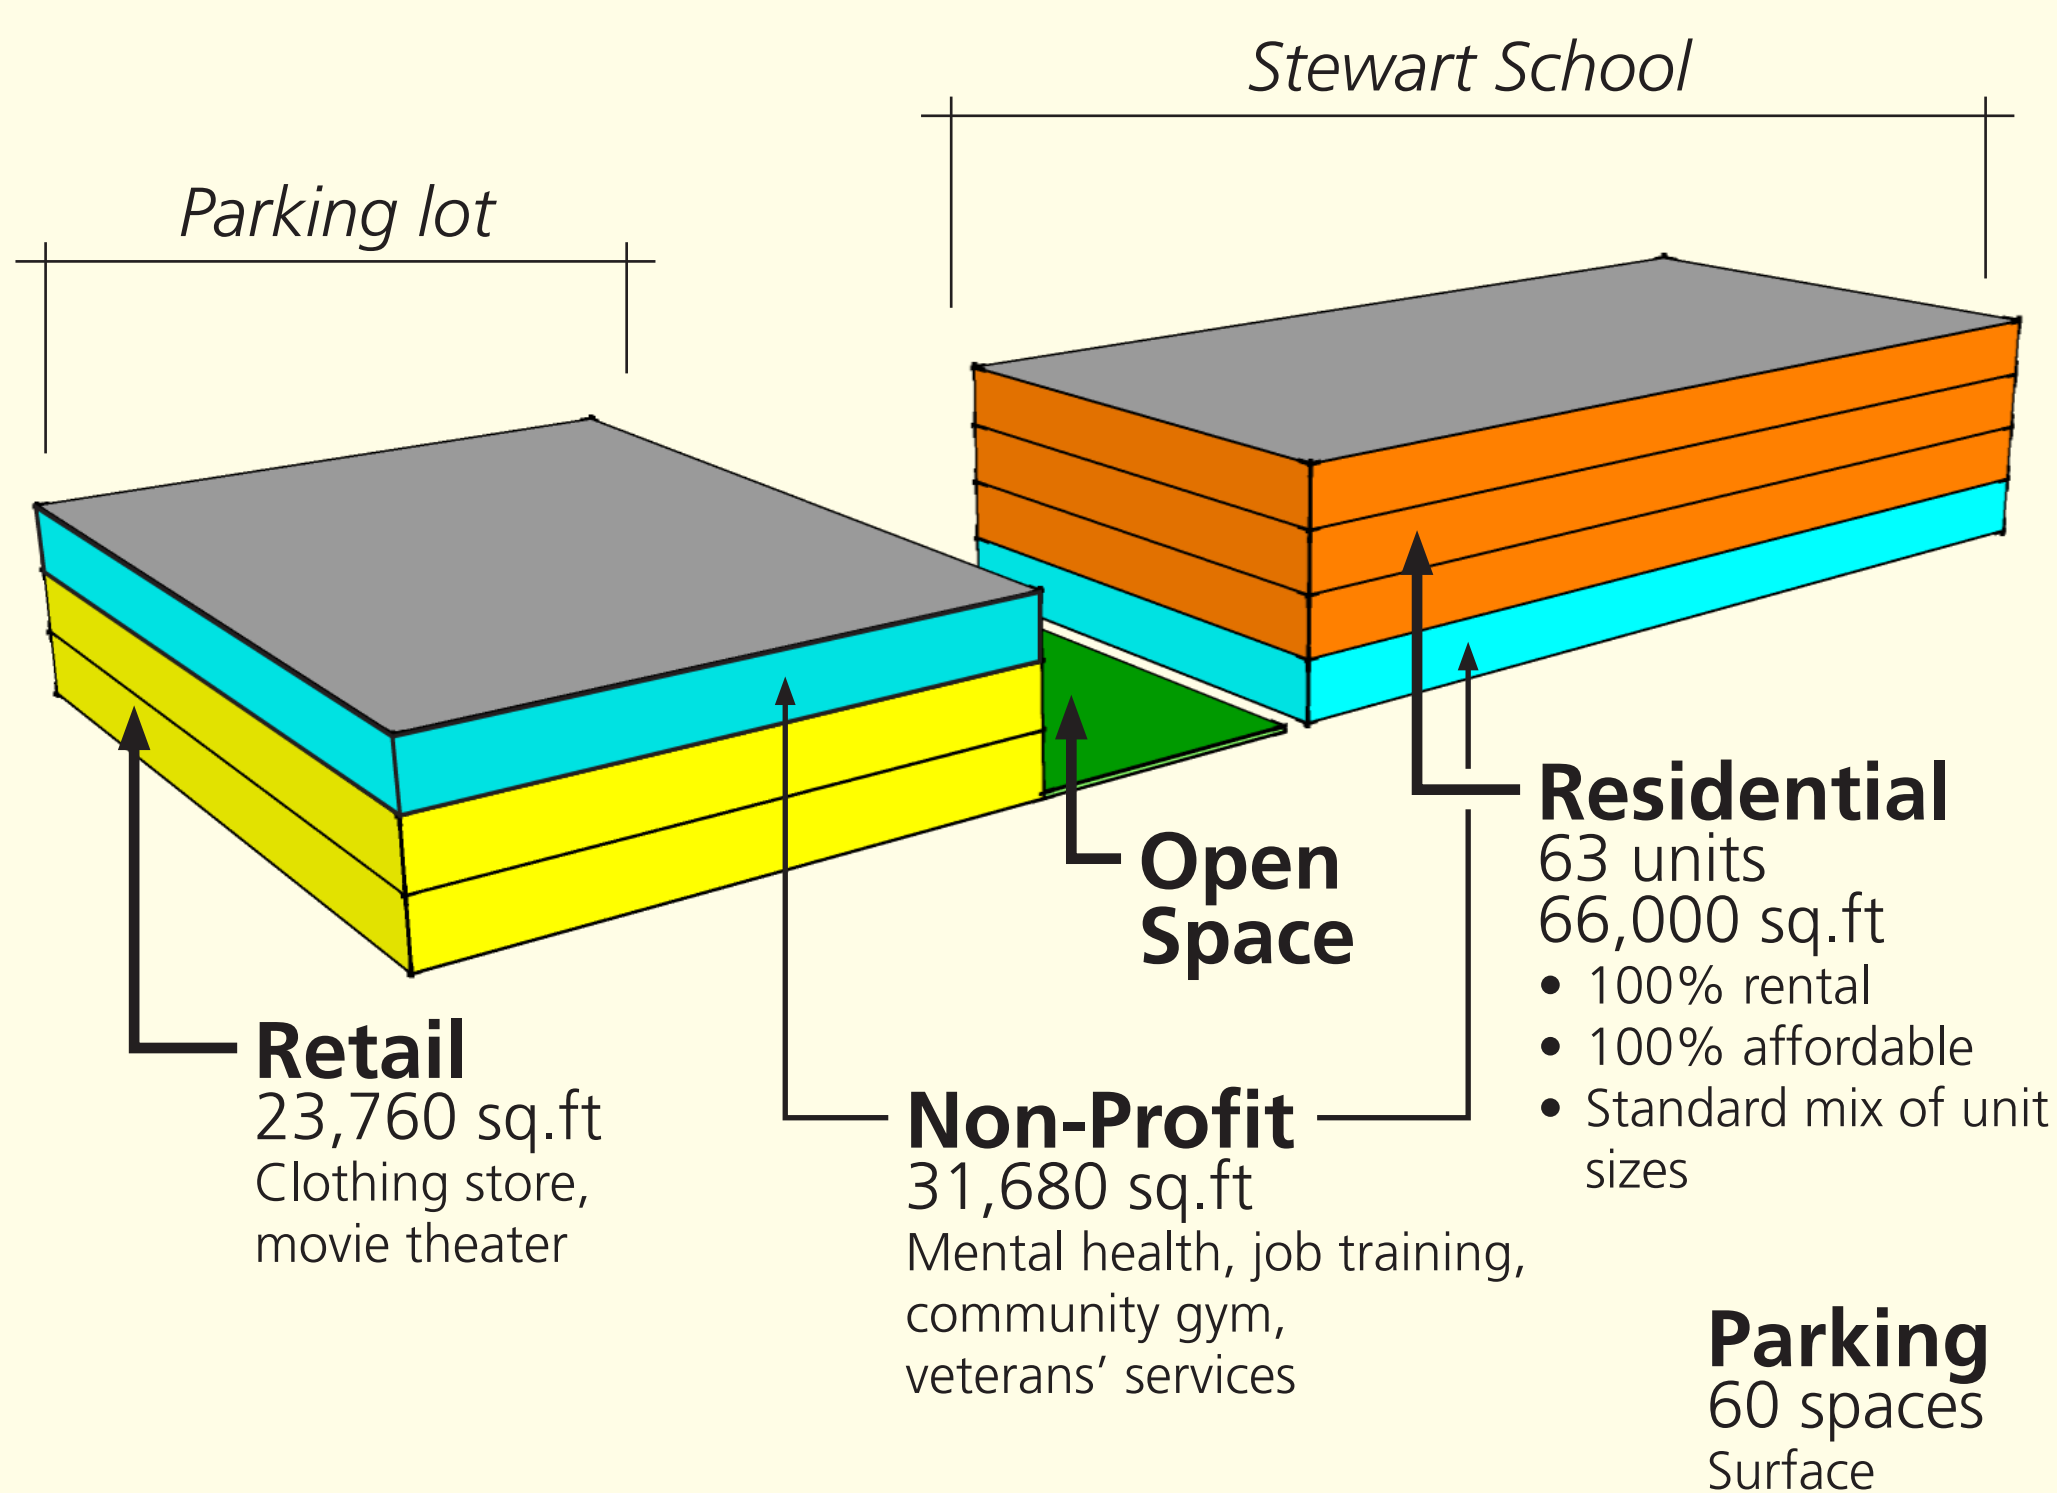 Stewart School
Parking lot
Retail
23,760 sq.ft
Clothing store,
movie theater
Non-Profit
31,680 sq.ft
Mental health, job training,
community gym,
veterans’ services
Open
Space
Residential
63 units
66,000 sq.ft
• 100% rental
• 100% affordable
• Standard mix of unit
sizes
Parking
60 spaces
Surface